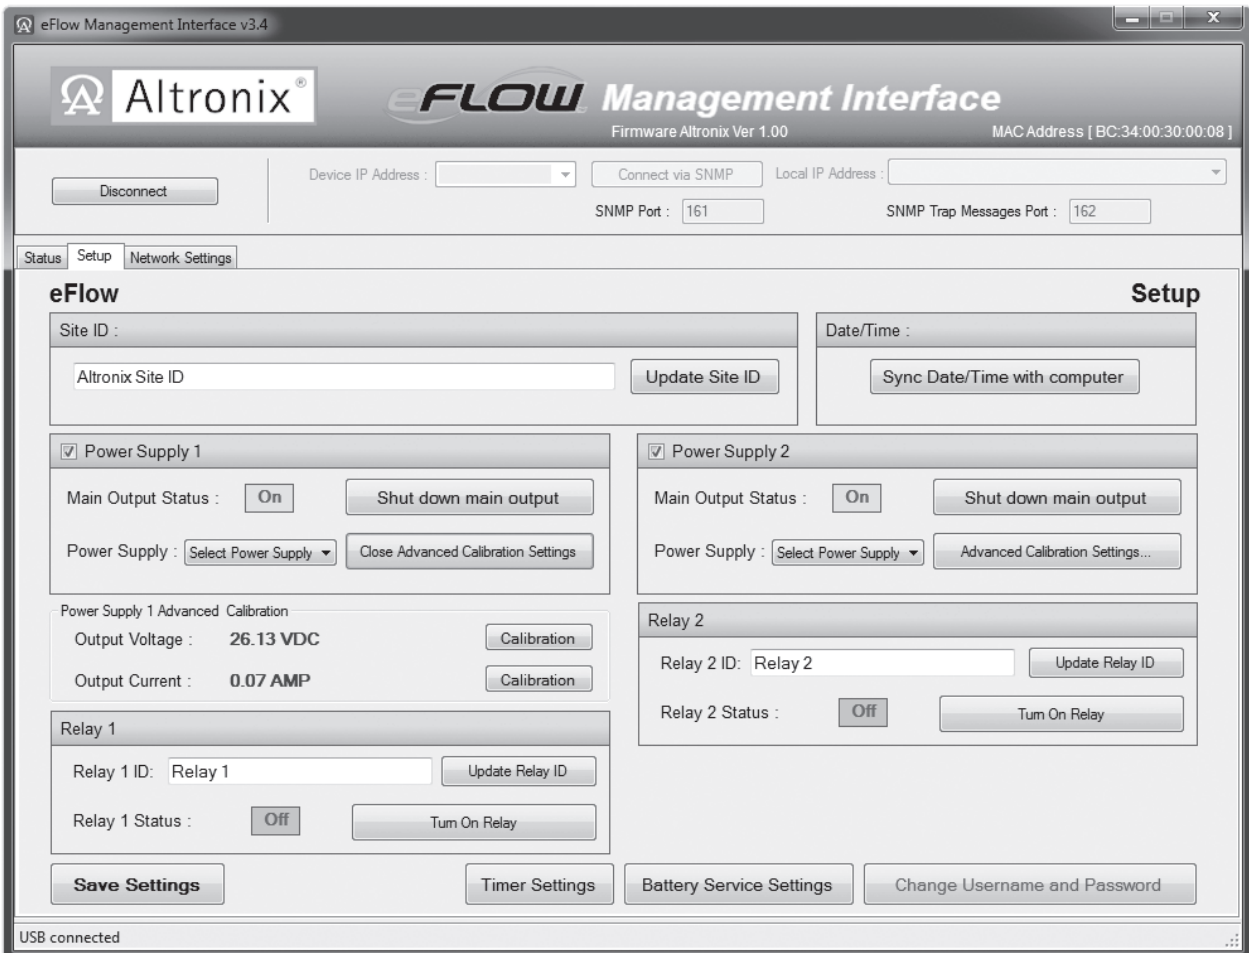 eFlow Management Interface v3.4
Altronix®
eFLOW Management Interface
Firmware Altronix Ver 1.00
MAC Address [ BC:34:00:30:00:08 ]
Disconnect
Device IP Address :
Connect via SNMP
Local IP Address :
SNMP Port : 161
SNMP Trap Messages Port : 162
Status
Setup
Network Settings
eFlow
Setup
Site ID :
Altronix Site ID
Update Site ID
Date/Time :
Sync Date/Time with computer
Power Supply 1
Main Output Status : On
Shut down main output
Power Supply : Select Power Supply
Close Advanced Calibration Settings
Power Supply 2
Main Output Status : On
Shut down main output
Power Supply : Select Power Supply
Advanced Calibration Settings...
Power Supply 1 Advanced Calibration
Output Voltage : 26.13 VDC
Calibration
Output Current : 0.07 AMP
Calibration
Relay 2
Relay 2 ID: Relay 2
Update Relay ID
Relay 2 Status : Off
Turn On Relay
Relay 1
Relay 1 ID: Relay 1
Update Relay ID
Relay 1 Status : Off
Turn On Relay
Save Settings
Timer Settings
Battery Service Settings
Change Username and Password
USB connected